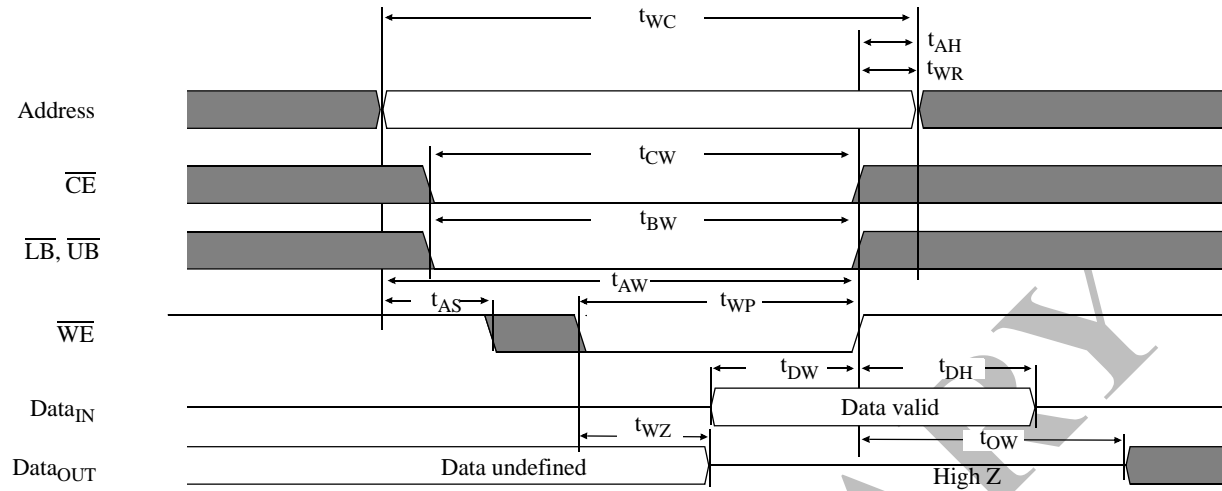 tWC
tAH
tWR
Address
tCW
CE
tBW
LB, UB
tAW
tAS
tWP
WE
tDW
tDH
DataIN
Data valid
tWZ
tOW
DataOUT
Data undefined
High Z
ARY